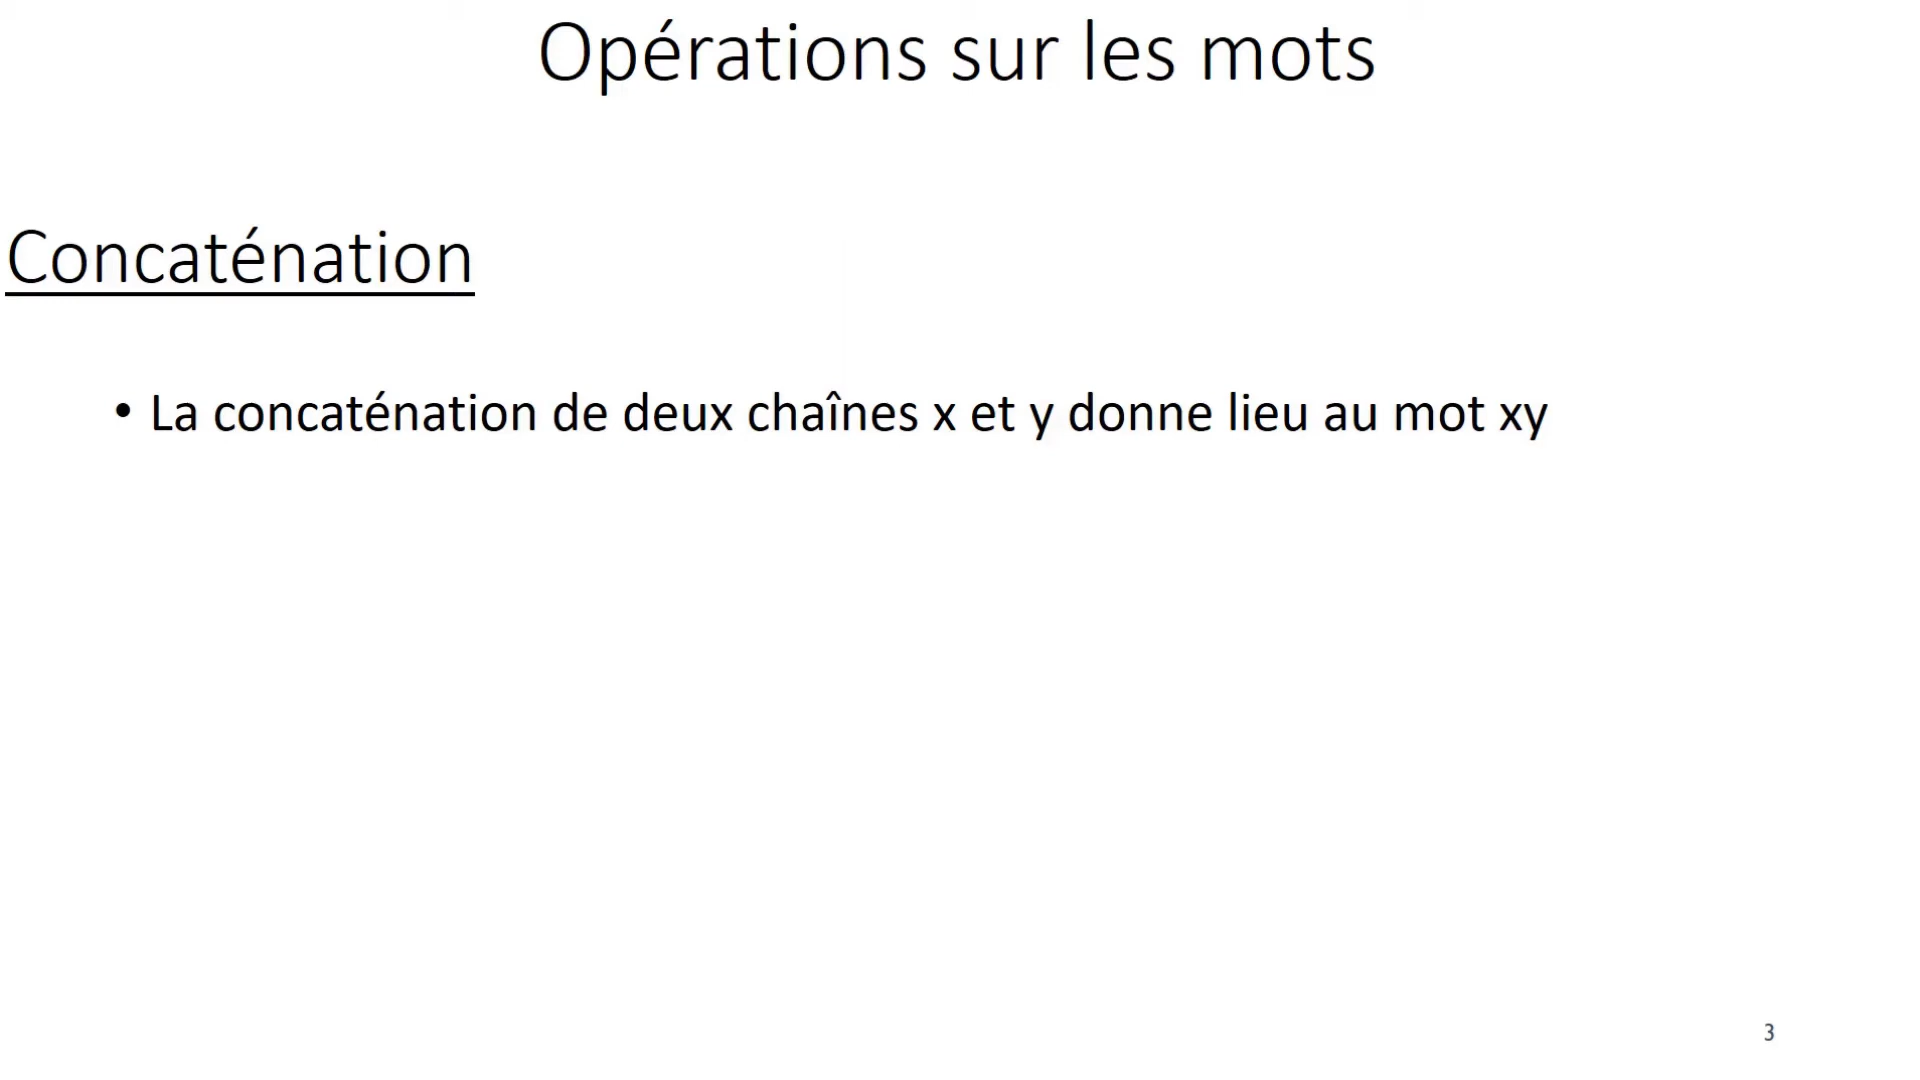 Opérations sur les mots
Concaténation
• La concaténation de deux chaînes x et y donne lieu au mot xy
3